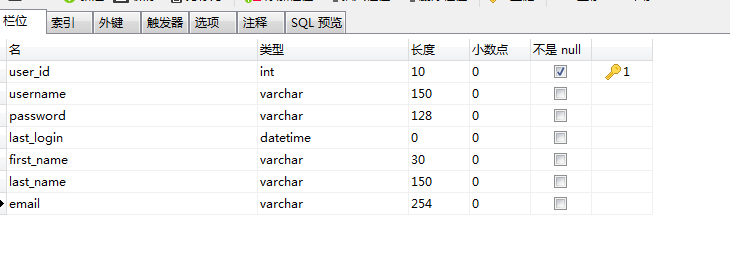 栏位 索引 外键 触发器 选项 注释 SQL 预览
名 类型 长度 小数点 不是 null
user_id int 10 0 1
username varchar 150 0
password varchar 128 0
last_login datetime 0 0
first_name varchar 30 0
last_name varchar 150 0
email varchar 254 0